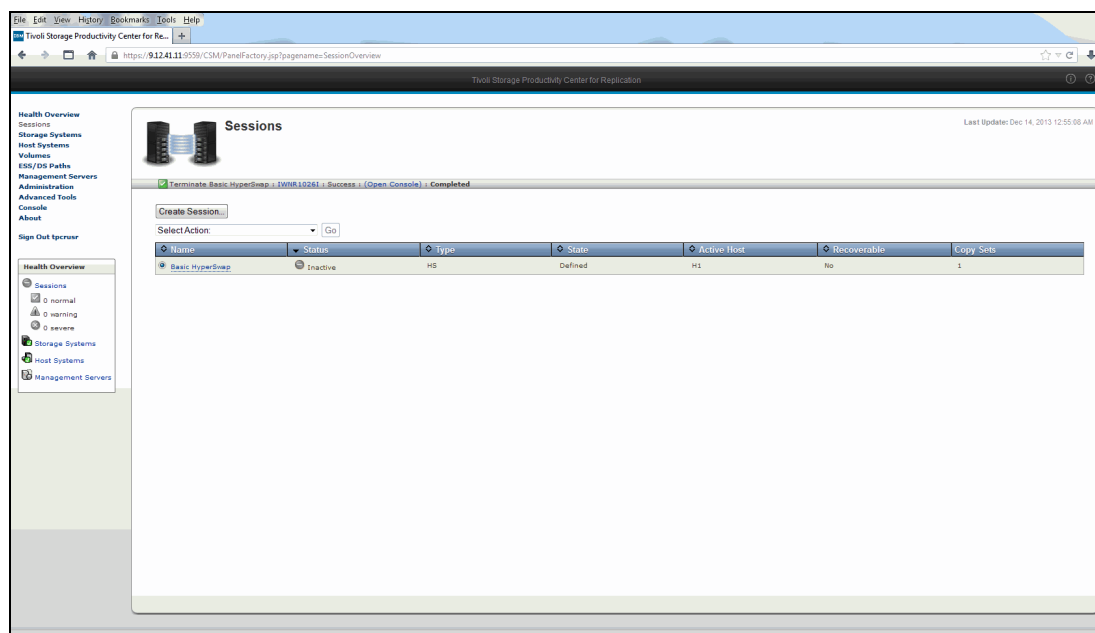 File Edit View History Bookmarks Tools Help
IBM Tivoli Storage Productivity Center for Re... +
https://9.12.41.11:9559/CSM/PanelFactory.jsp?pagename=SessionOverview
Tivoli Storage Productivity Center for Replication
Health Overview
Sessions
Storage Systems
Host Systems
Volumes
ESS/DS Paths
Management Servers
Administration
Advanced Tools
Console
About
Sign Out tpcrusr
Health Overview
Sessions
0 normal
0 warning
0 severe
Storage Systems
Host Systems
Management Servers
Sessions
Last Update: Dec 14, 2013 12:55:08 AM
Terminate Basic HyperSwap : IWNR1026I : Success : (Open Console) : Completed
Create Session...
Select Action: Go
Name Status Type State Active Host Recoverable Copy Sets
Basic HyperSwap Inactive HS Defined H1 No 1